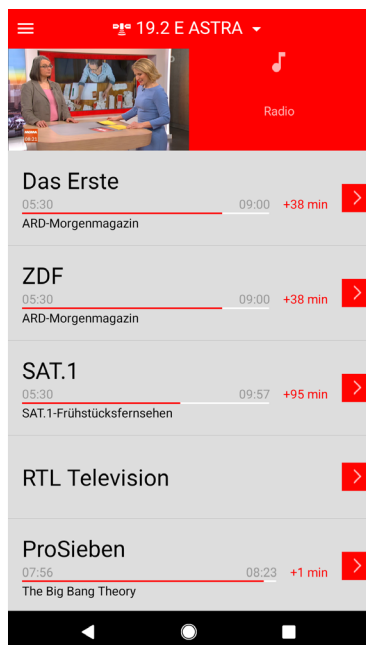 19.2 E ASTRA
Radio
Das Erste
05:30 09:00 +38 min
ARD-Morgenmagazin
ZDF
05:30 09:00 +38 min
ARD-Morgenmagazin
SAT.1
05:30 09:57 +95 min
SAT.1-Frühstücksfernsehen
RTL Television
ProSieben
07:56 08:23 +1 min
The Big Bang Theory